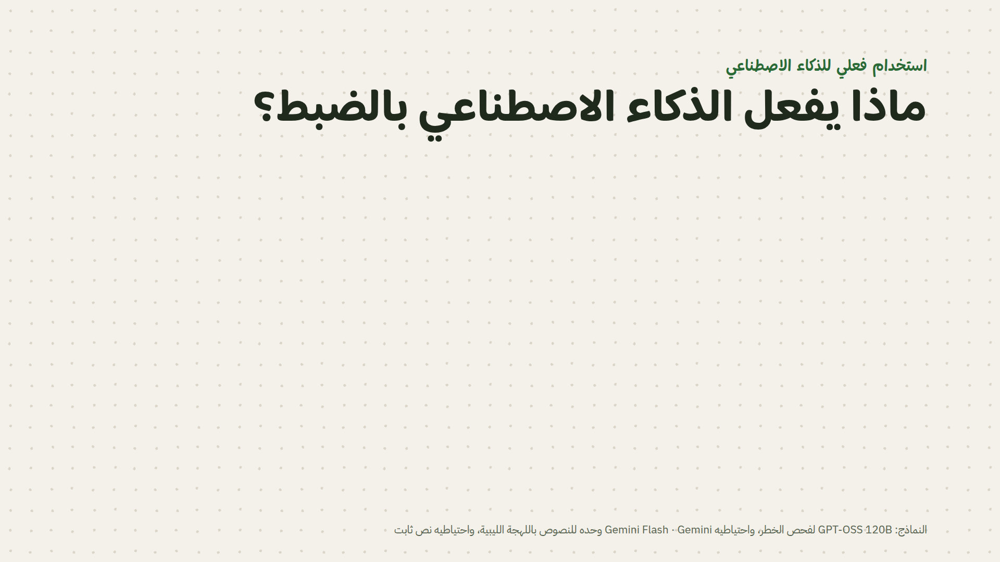 استخدام فعلي للذكاء الاصطناعي
ماذا يفعل الذكاء الاصطناعي بالضبط؟
النماذج: GPT-OSS 120B لفحص الخطر، واحتياطيه Gemini · Gemini Flash وحده للنصوص باللهجة الليبية، واحتياطيه نص ثابت